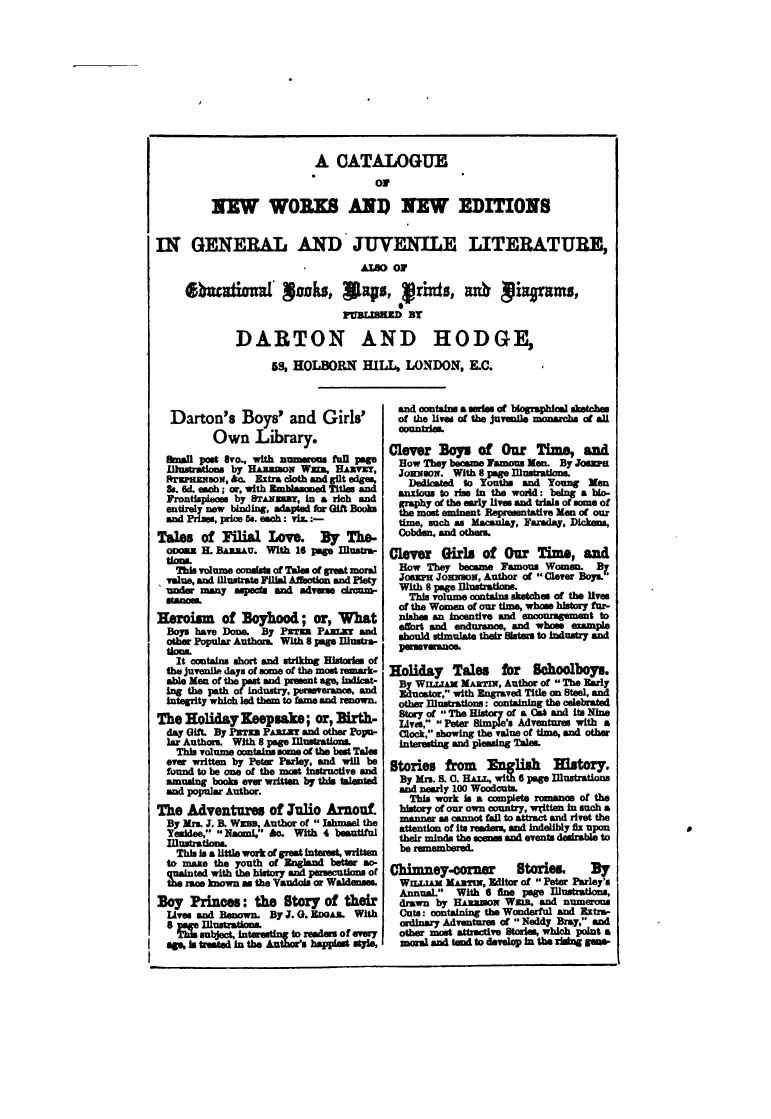 A CATALOGUE
OF
NEW WORKS AND NEW EDITIONS
IN GENERAL AND JUVENILE LITERATURE,
ALSO OF
Educational Books, Maps, Prints, and Diagrams,
PUBLISHED BY
DARTON AND HODGE,
58, HOLBORN HILL, LONDON, E.C.
Darton's Boys' and Girls'
Own Library.
Small post 8vo., with numerous full page
Illustrations by HARRISON WEIR, HARVEY,
STEPHENSON, &c. Extra cloth and gilt edges,
3s. 6d. each; or, with Emblazoned Titles and
Frontispieces by STANESBY, in a rich and
entirely new binding, adapted for Gift Books
and Prizes, price 5s. each: viz.:—
Tales of Filial Love. By The-
ODORE H. BARRAU. With 16 page Illustra-
tions.
This volume consists of Tales of great moral
value, and illustrate Filial Affection and Piety
under many aspects and adverse circum-
stances.
Heroism of Boyhood; or, What
Boys have Done. By PETER PARLEY and
other Popular Authors. With 8 page Illustra-
tions.
It contains short and striking Histories of
the juvenile days of some of the most remark-
able Men of the past and present age, indicat-
ing the path of industry, perseverance, and
integrity which led them to fame and renown.
The Holiday Keepsake; or, Birth-
day Gift. By PETER PARLEY and other Popu-
lar Authors. With 8 page Illustrations.
This volume contains some of the best Tales
ever written by Peter Parley, and will be
found to be one of the most instructive and
amusing books ever written by this talented
and popular Author.
The Adventures of Julio Arnouf.
By Mrs. J. B. WEBB, Author of "Ishmael the
Yezidee," "Naomi," &c. With 4 beautiful
Illustrations.
This is a little work of great interest, written
to make the youth of England better ac-
quainted with the history and persecutions of
the race known as the Vaudois or Waldenses.
Boy Princes: the Story of their
Lives and Renown. By J. G. EDGAR. With
8 page Illustrations.
This subject, interesting to readers of every
age, is treated in the Author's happiest style,
and contains a series of biographical sketches
of the lives of the juvenile monarchs of all
countries.
Clever Boys of Our Time, and
How They became Famous Men. By JOSEPH
JOHNSON. With 8 page Illustrations.
Dedicated to Youths and Young Men
anxious to rise in the world: being a bio-
graphy of the early lives and trials of some of
the most eminent Representative Men of our
time, such as Macaulay, Faraday, Dickens,
Cobden, and others.
Clever Girls of Our Time, and
How They became Famous Women. By
JOSEPH JOHNSON, Author of "Clever Boys."
With 8 page Illustrations.
This volume contains sketches of the lives
of the Women of our time, whose history fur-
nishes an incentive and encouragement to
effort and endurance, and whose example
should stimulate their Sisters to industry and
perseverance.
Holiday Tales for Schoolboys.
By WILLIAM MARTIN, Author of "The Early
Educator," with Engraved Title on Steel, and
other Illustrations: containing the celebrated
Story of "The History of a Cat and its Nine
Lives," "Peter Simple's Adventures with a
Clock," showing the value of time, and other
interesting and pleasing Tales.
Stories from English History.
By Mrs. S. C. HALL, with 6 page Illustrations
and nearly 100 Woodcuts.
This work is a complete romance of the
history of our own country, written in such a
manner as cannot fail to attract and rivet the
attention of its readers, and indelibly fix upon
their minds the scenes and events desirable to
be remembered.
Chimney-corner Stories. By
WILLIAM MARTIN, Editor of "Peter Parley's
Annual." With 6 fine page Illustrations,
drawn by HARRISON WEIR, and numerous
Cuts: containing the Wonderful and Extra-
ordinary Adventures of "Neddy Bray," and
other most attractive Stories, which point a
moral and tend to develop in the rising gene-